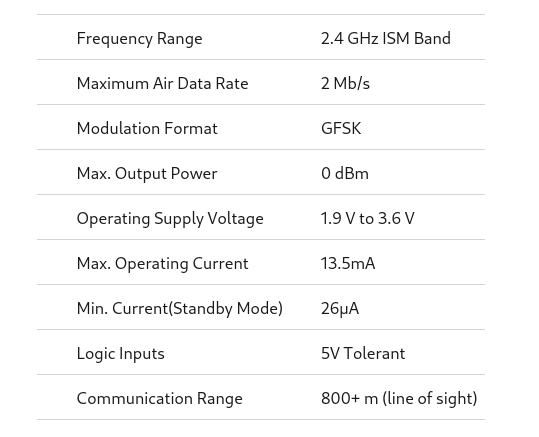 Frequency Range 2.4 GHz ISM Band
Maximum Air Data Rate 2 Mb/s
Modulation Format GFSK
Max. Output Power 0 dBm
Operating Supply Voltage 1.9 V to 3.6 V
Max. Operating Current 13.5mA
Min. Current(Standby Mode) 26µA
Logic Inputs 5V Tolerant
Communication Range 800+ m (line of sight)